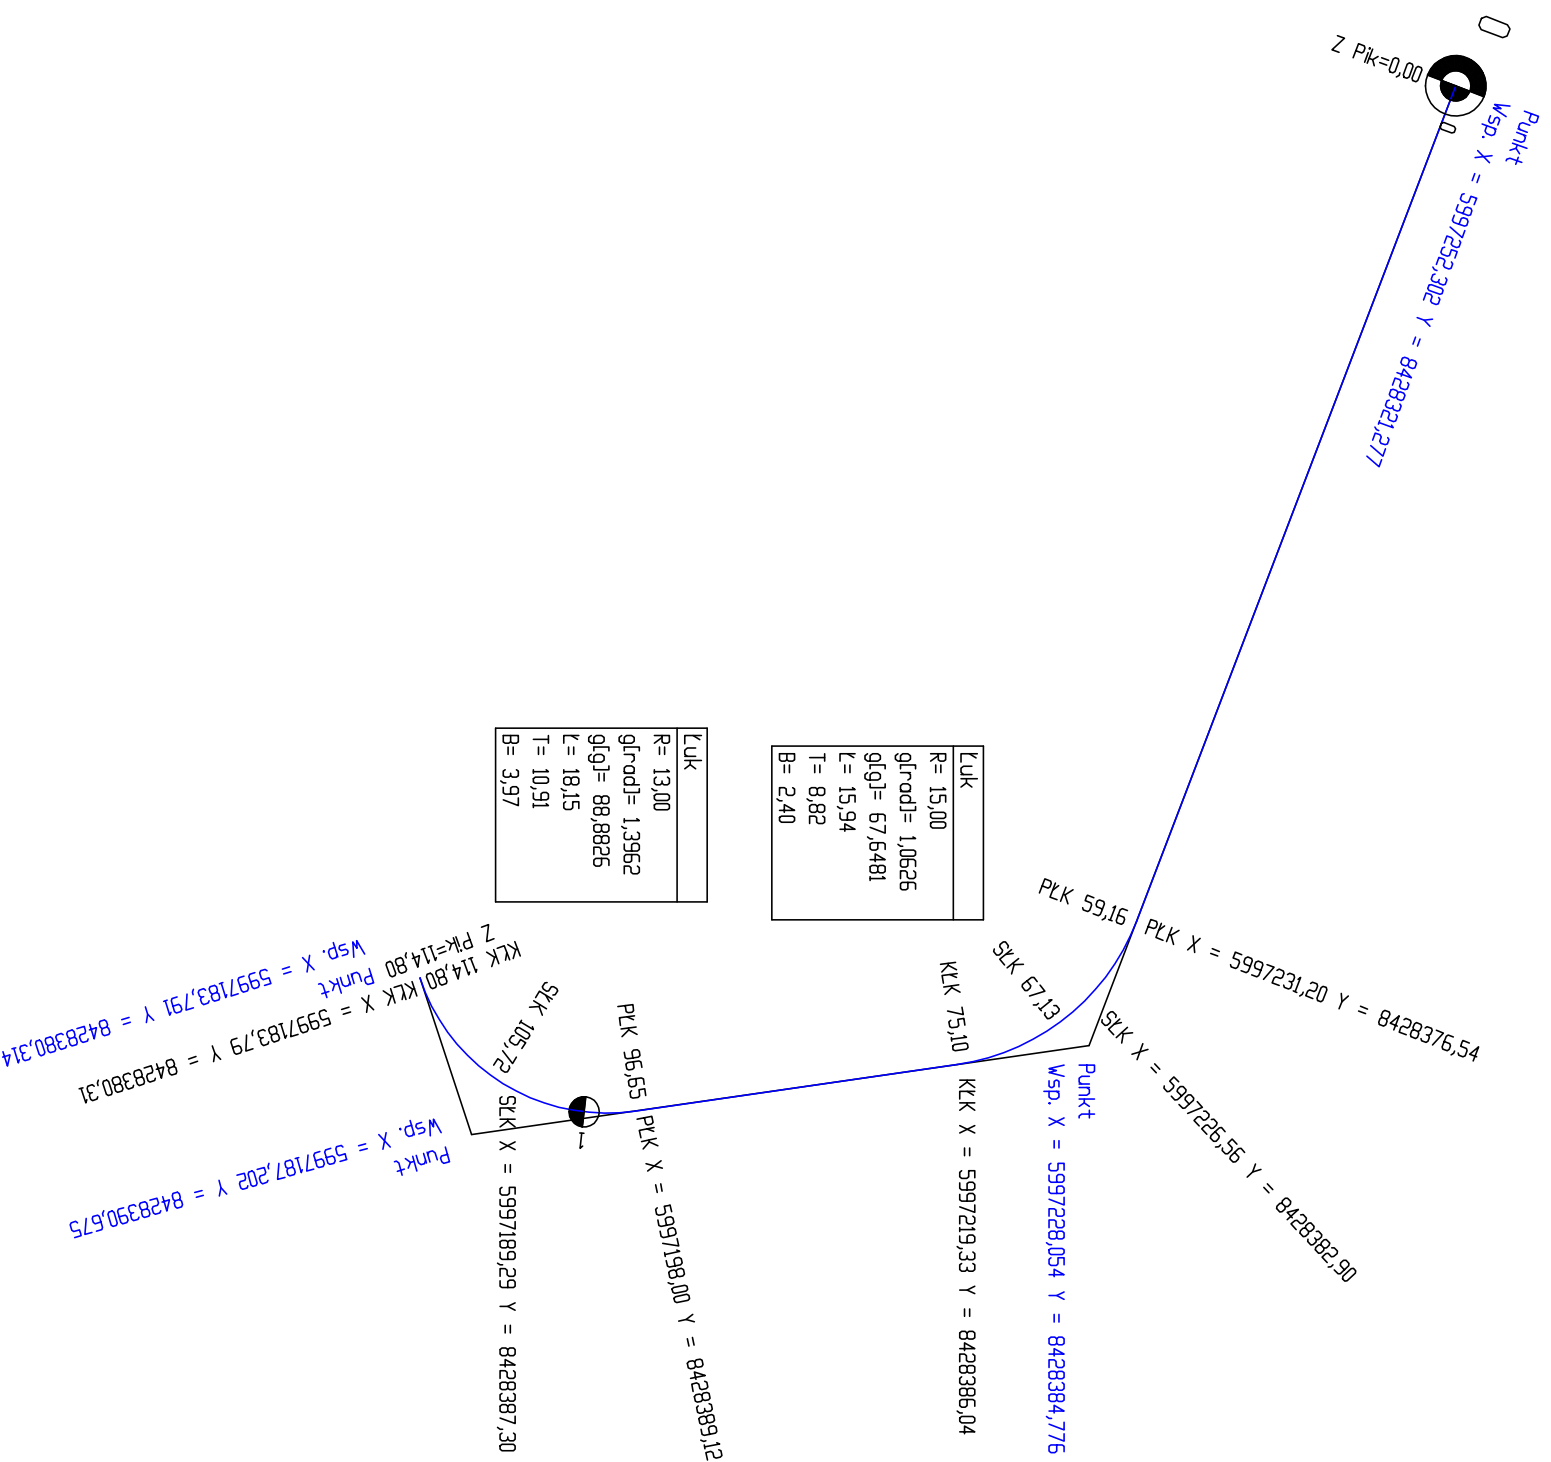 0
Z Pik=0,00
0
Punkt
Wsp. X = 5997252,302 Y = 8428321,277
Łuk
R= 13,00
g[rad]= 1,3962
g[g]= 88,8826
Ł= 18,15
T= 10,91
B= 3,97
Łuk
R= 15,00
g[rad]= 1,0626
g[g]= 67,6481
Ł= 15,94
T= 8,82
B= 2,40
PŁK 59,16
PŁK X = 5997231,20 Y = 8428376,54
SŁK 67,13
SŁK X = 5997226,56 Y = 8428382,90
KŁK 75,10
KŁK X = 5997219,33 Y = 8428386,04
Punkt
Wsp. X = 5997228,054 Y = 8428384,776
PŁK 96,65
PŁK X = 5997198,00 Y = 8428389,12
1
SŁK 105,72
SŁK X = 5997189,29 Y = 8428387,30
Punkt
Wsp. X = 5997187,202 Y = 8428390,675
KŁK 114,80
KŁK X = 5997183,79 Y = 8428380,31
Z Pik=114,80
Punkt
Wsp. X = 5997183,791 Y = 8428380,314